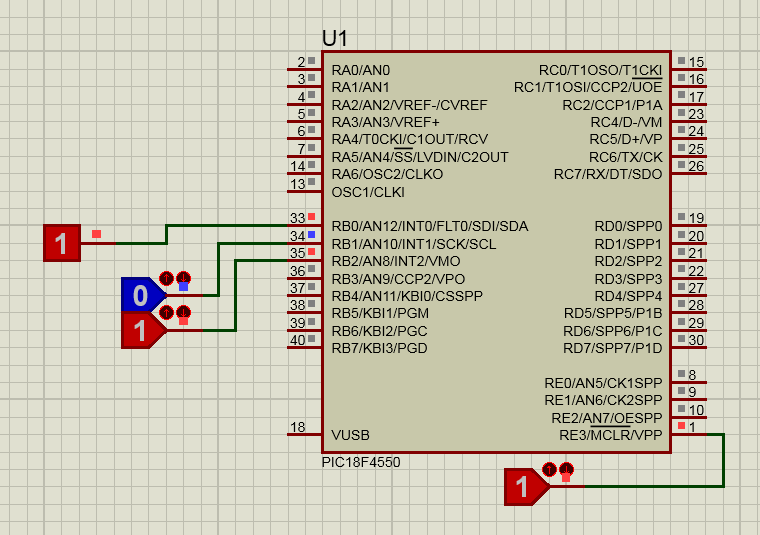 U1
2 RA0/AN0 RC0/T1OSO/T1CKI 15
3 RA1/AN1 RC1/T1OSI/CCP2/UOE 16
4 RA2/AN2/VREF-/CVREF RC2/CCP1/P1A 17
5 RA3/AN3/VREF+ RC4/D-/VM 23
6 RA4/T0CKI/C1OUT/RCV RC5/D+/VP 24
7 RA5/AN4/SS/LVDIN/C2OUT RC6/TX/CK 25
14 RA6/OSC2/CLKO RC7/RX/DT/SDO 26
13 OSC1/CLKI
33 RB0/AN12/INT0/FLT0/SDI/SDA RD0/SPP0 19
1 34 RB1/AN10/INT1/SCK/SCL RD1/SPP1 20
35 RB2/AN8/INT2/VMO RD2/SPP2 21
36 RB3/AN9/CCP2/VPO RD3/SPP3 22
0 37 RB4/AN11/KBI0/CSSPP RD4/SPP4 27
38 RB5/KBI1/PGM RD5/SPP5/P1B 28
1 39 RB6/KBI2/PGC RD6/SPP6/P1C 29
40 RB7/KBI3/PGD RD7/SPP7/P1D 30
RE0/AN5/CK1SPP 8
RE1/AN6/CK2SPP 9
RE2/AN7/OESPP 10
18 VUSB RE3/MCLR/VPP 1
PIC18F4550
1